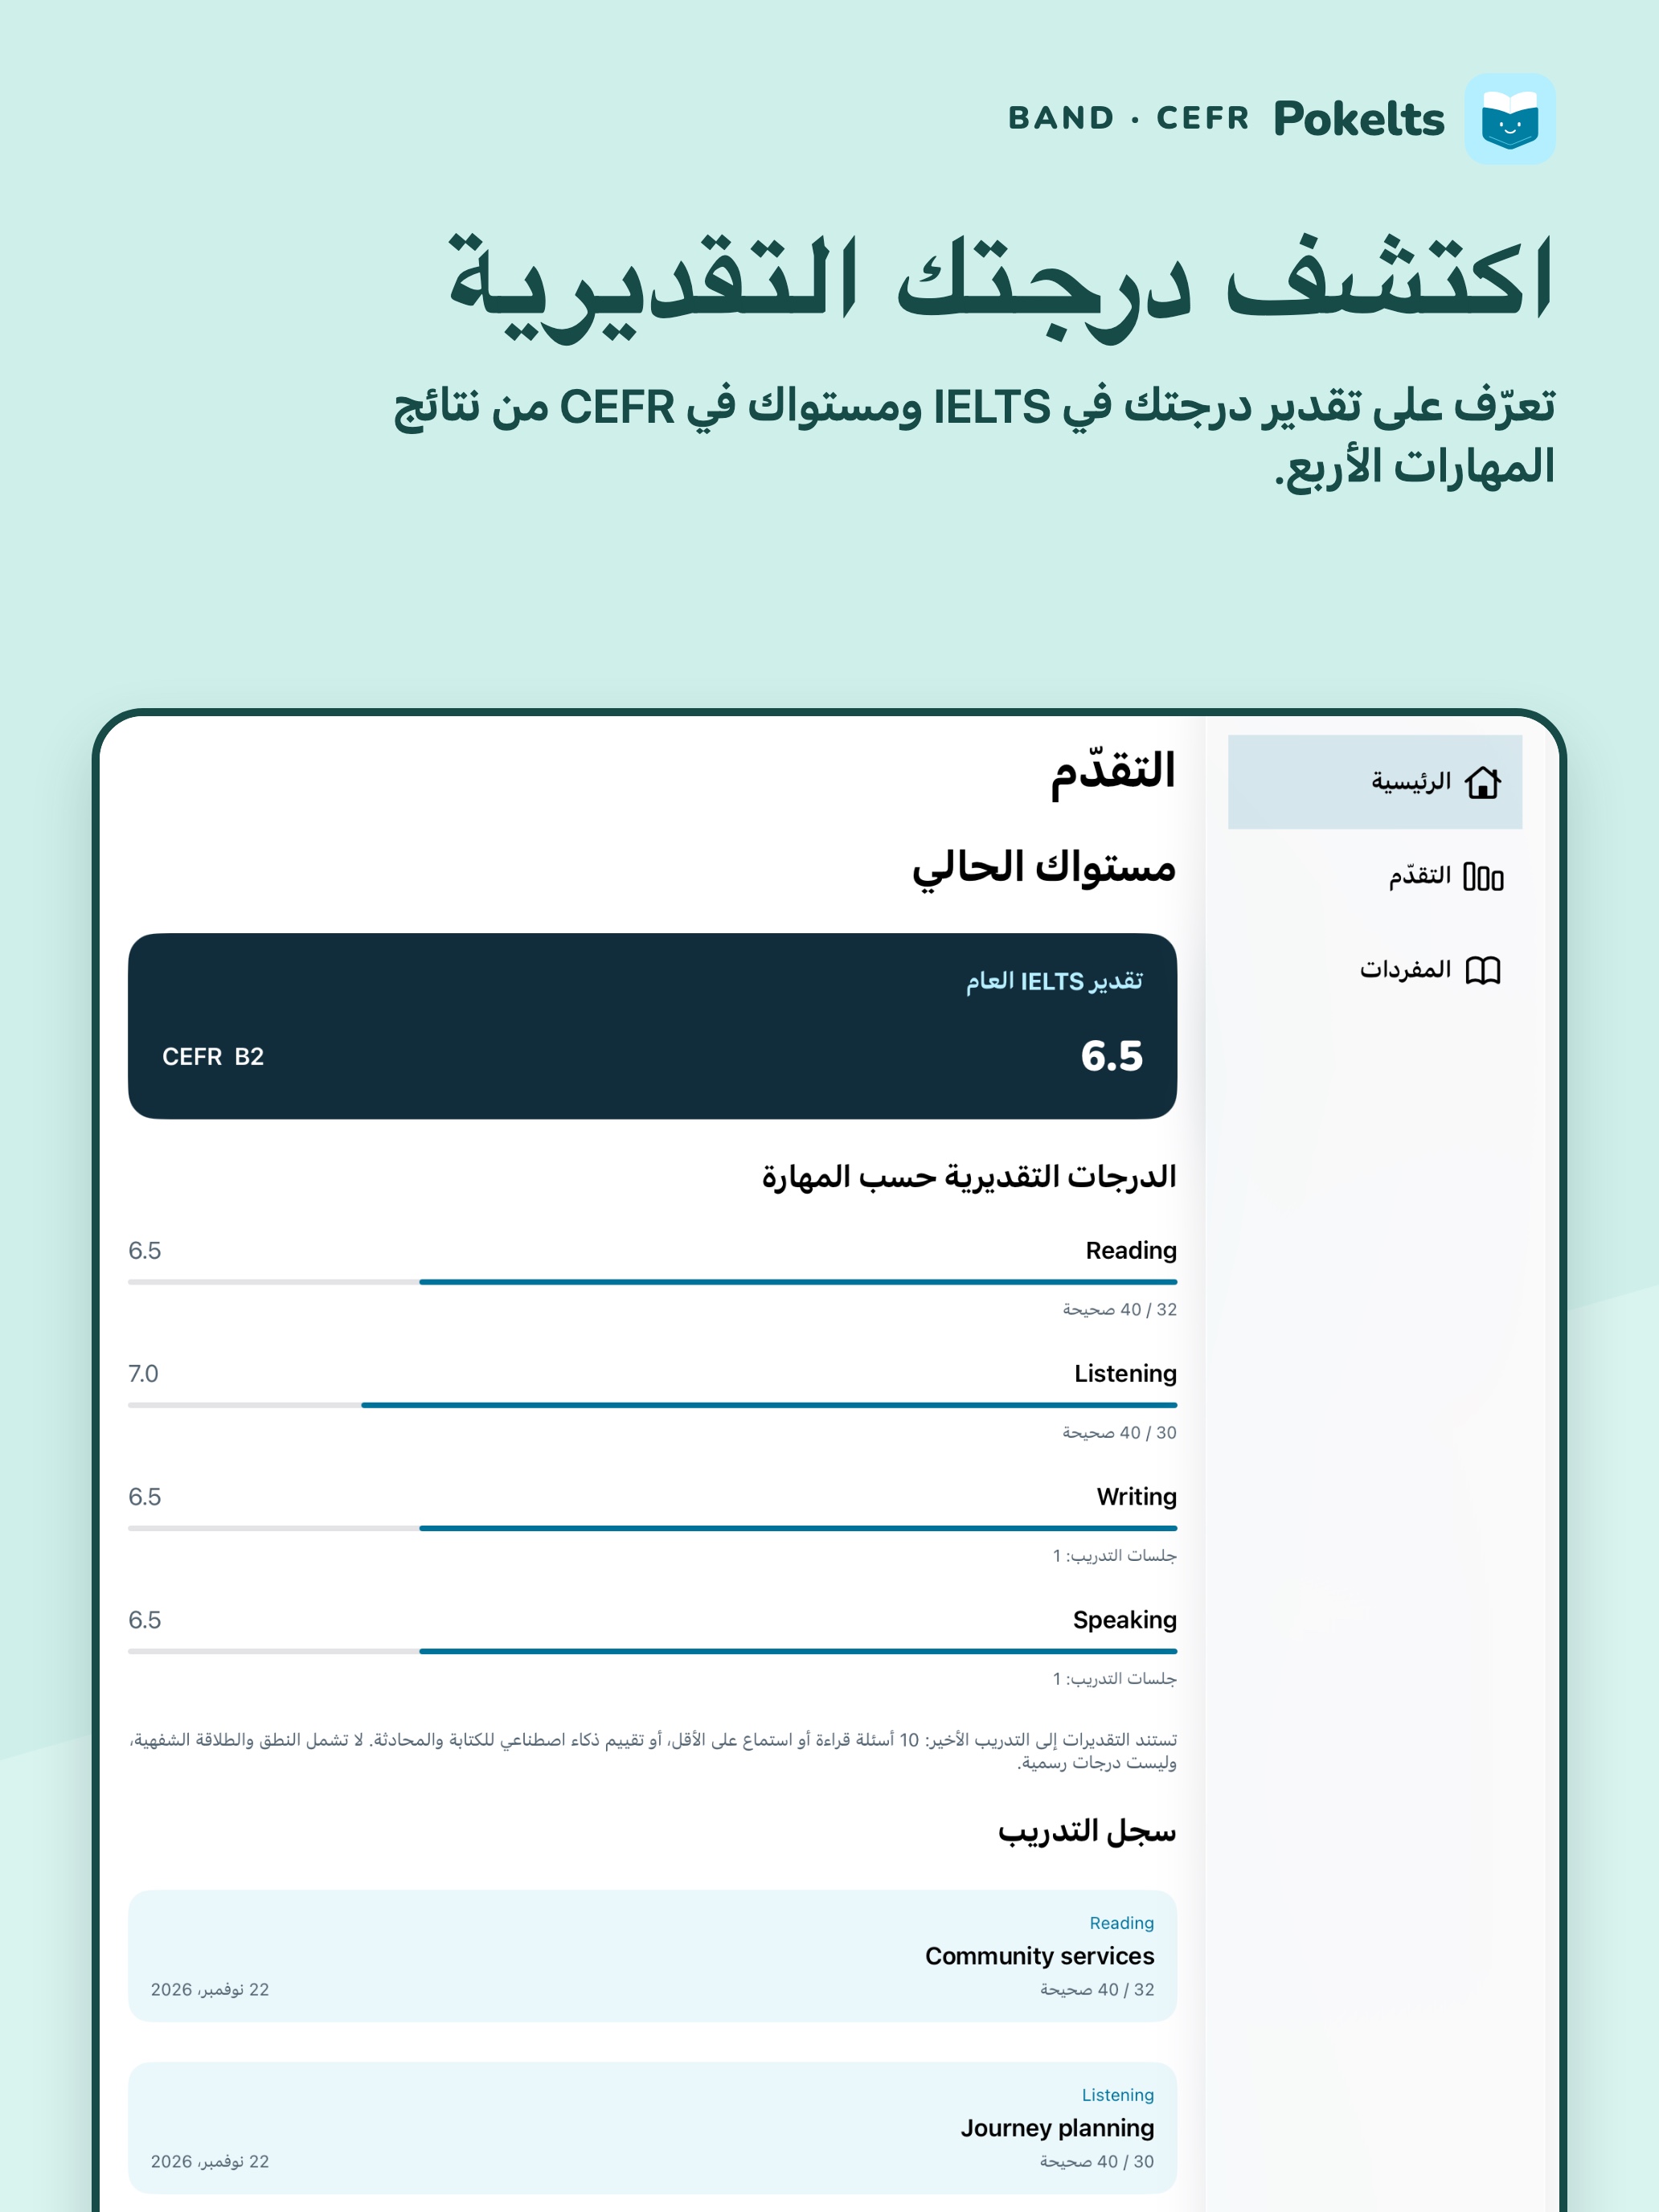 Pokelts BAND · CEFR
اكتشف درجتك التقديرية
تعرّف على تقدير درجتك في IELTS ومستواك في CEFR من نتائج
المهارات الأربع.
الرئيسية
التقدّم
المفردات
التقدّم
مستواك الحالي
تقدير IELTS العام
6.5
CEFR B2
الدرجات التقديرية حسب المهارة
Reading 6.5
32 / 40 صحيحة
Listening 7.0
30 / 40 صحيحة
Writing 6.5
جلسات التدريب: 1
Speaking 6.5
جلسات التدريب: 1
تستند التقديرات إلى التدريب الأخير: 10 أسئلة قراءة أو استماع على الأقل، أو تقييم ذكاء اصطناعي للكتابة والمحادثة. لا تشمل النطق والطلاقة الشفهية،
وليست درجات رسمية.
سجل التدريب
Reading
Community services
32 / 40 صحيحة
22 نوفمبر، 2026
Listening
Journey planning
30 / 40 صحيحة
22 نوفمبر، 2026